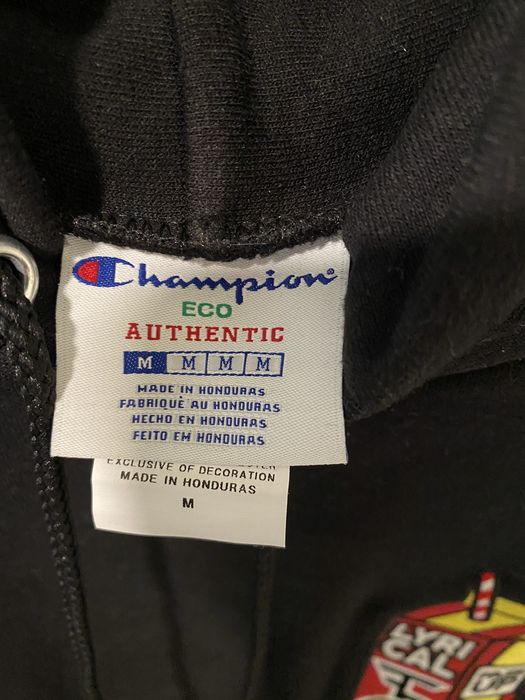 Champion
ECO
AUTHENTIC
M M M M
MADE IN HONDURAS
FABRIQUÉ AU HONDURAS
HECHO EN HONDURAS
FEITO EM HONDURAS
EXCLUSIVE OF DECORATION
MADE IN HONDURAS
M
LYRI
CAL